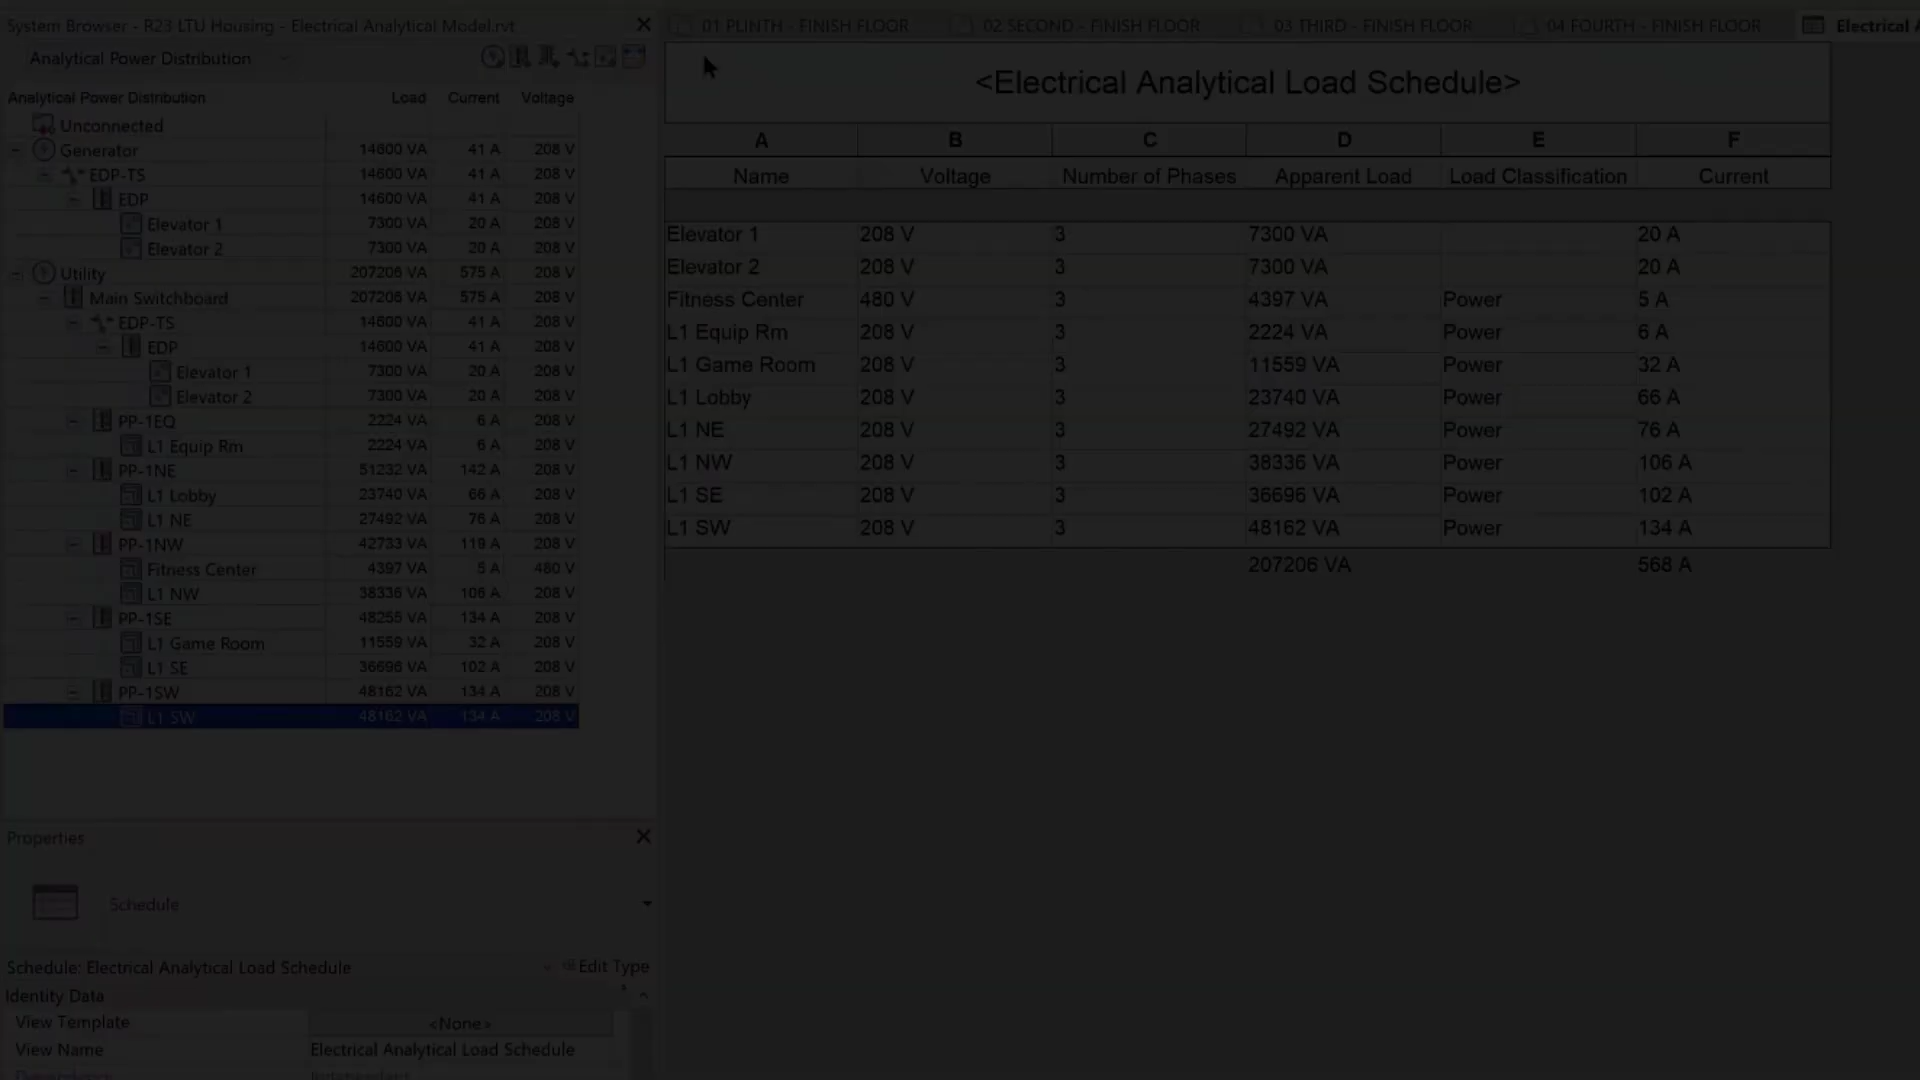 System Browser - R23 LTU Housing - Electrical Analytical Model.rvt
Analytical Power Distribution
Analytical Power Distribution Load Current Voltage
Unconnected
Generator 14600 VA 41 A 208 V
EDP-TS 14600 VA 41 A 208 V
EDP 14600 VA 41 A 208 V
Elevator 1 7300 VA 20 A 208 V
Elevator 2 7300 VA 20 A 208 V
Utility 207206 VA 575 A 208 V
Main Switchboard 207206 VA 575 A 208 V
EDP-TS 14600 VA 41 A 208 V
EDP 14600 VA 41 A 208 V
Elevator 1 7300 VA 20 A 208 V
Elevator 2 7300 VA 20 A 208 V
PP-1EQ 2224 VA 6 A 208 V
L1 Equip Rm 2224 VA 6 A 208 V
PP-1NE 51232 VA 142 A 208 V
L1 Lobby 23740 VA 66 A 208 V
L1 NE 27492 VA 76 A 208 V
PP-1NW 42733 VA 119 A 208 V
Fitness Center 4397 VA 5 A 480 V
L1 NW 38336 VA 106 A 208 V
PP-1SE 48255 VA 134 A 208 V
L1 Game Room 11559 VA 32 A 208 V
L1 SE 36696 VA 102 A 208 V
PP-1SW 48162 VA 134 A 208 V
L1 SW 48162 VA 134 A 208 V
Properties
Schedule
Schedule: Electrical Analytical Load Schedule Edit Type
Identity Data
View Template <None>
View Name Electrical Analytical Load Schedule
01 PLINTH - FINISH FLOOR 02 SECOND - FINISH FLOOR 03 THIRD - FINISH FLOOR 04 FOURTH - FINISH FLOOR Electrical
<Electrical Analytical Load Schedule>
A B C D E F
Name Voltage Number of Phases Apparent Load Load Classification Current
Elevator 1 208 V 3 7300 VA 20 A
Elevator 2 208 V 3 7300 VA 20 A
Fitness Center 480 V 3 4397 VA Power 5 A
L1 Equip Rm 208 V 3 2224 VA Power 6 A
L1 Game Room 208 V 3 11559 VA Power 32 A
L1 Lobby 208 V 3 23740 VA Power 66 A
L1 NE 208 V 3 27492 VA Power 76 A
L1 NW 208 V 3 38336 VA Power 106 A
L1 SE 208 V 3 36696 VA Power 102 A
L1 SW 208 V 3 48162 VA Power 134 A
207206 VA 568 A